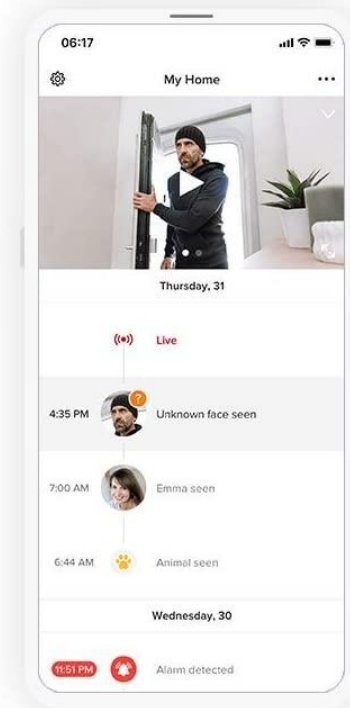 06:17
My Home
Thursday, 31
Live
4:35 PM ? Unknown face seen
7:00 AM Emma seen
6:44 AM Animal seen
Wednesday, 30
11:51 PM Alarm detected